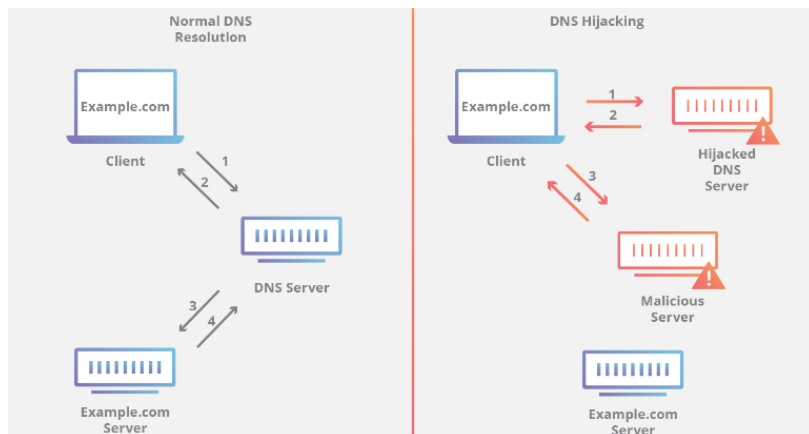 Normal DNS
Resolution
Example.com
Client
1
2
DNS Server
3
4
Example.com
Server
DNS Hijacking
Example.com
Client
1
2
Hijacked
DNS
Server
3
4
Malicious
Server
Example.com
Server